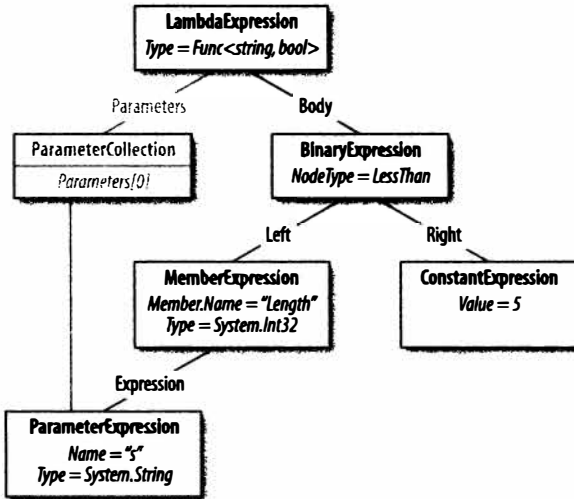 LambdaExpression
Type = Func<string, bool>
Parameters
Body
ParameterCollection
Parameters[0]
BinaryExpression
NodeType = LessThan
Left
Right
MemberExpression
Member.Name = "Length"
Type = System.Int32
ConstantExpression
Value = 5
Expression
ParameterExpression
Name = "s"
Type = System.String